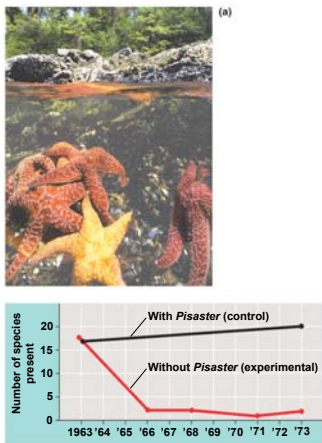 (a)
Number of species
present
20
15
10
5
0
With Pisaster (control)
Without Pisaster (experimental)
1963 '64 '65 '66 '67 '68 '69 '70 '71 '72 '73